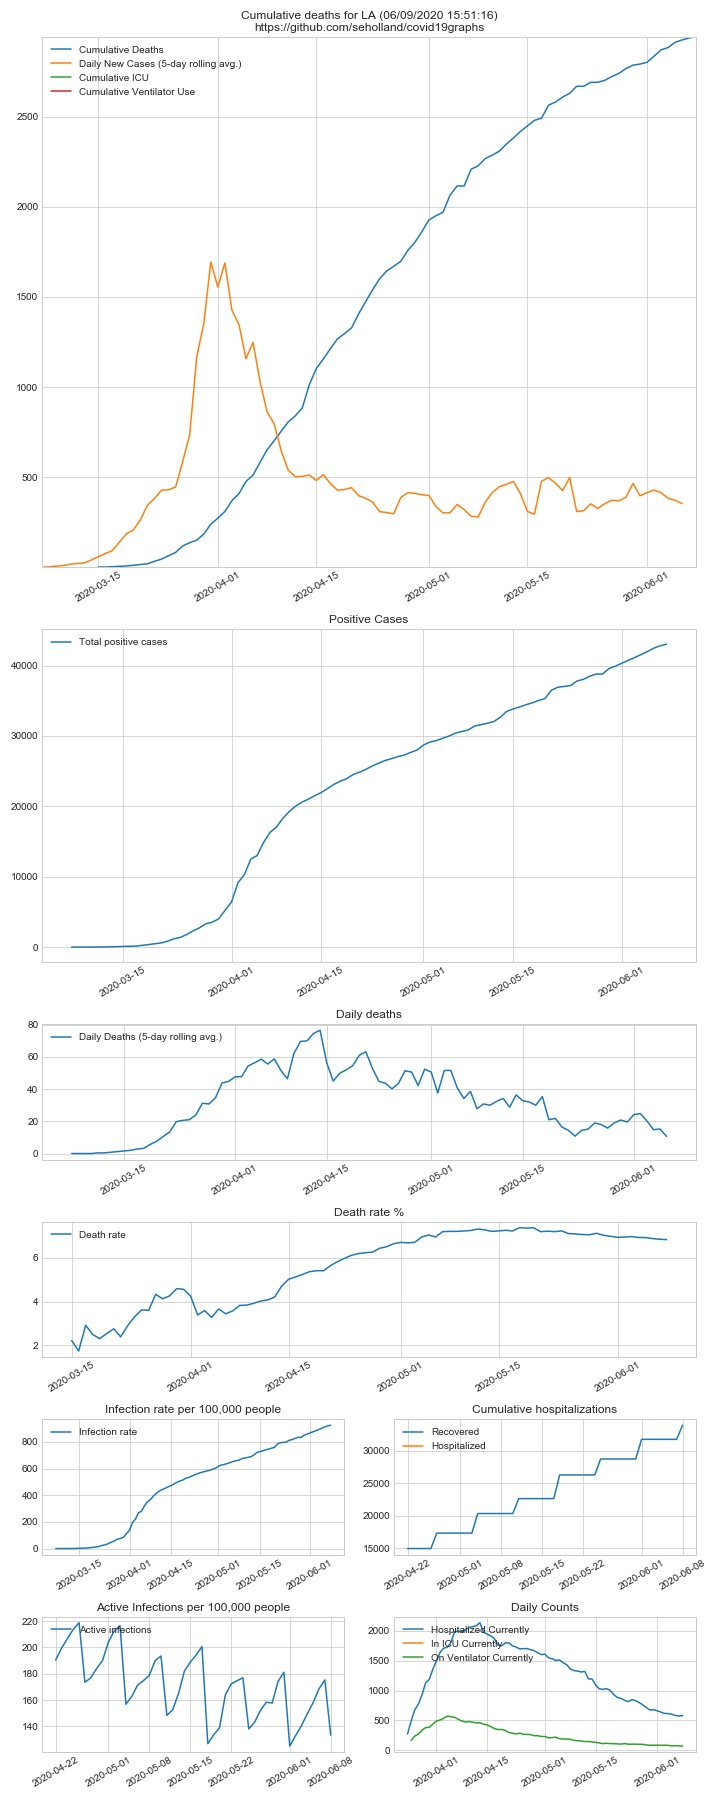 Cumulative deaths for LA (06/09/2020 15:51:16)
https://github.com/seholland/covid19graphs
Cumulative Deaths
Daily New Cases (5-day rolling avg.)
Cumulative ICU
Cumulative Ventilator Use
2500
2000
1500
1000
500
2020-03-15 2020-04-01 2020-04-15 2020-05-01 2020-05-15 2020-06-01
Positive Cases
Total positive cases
40000
30000
20000
10000
0
2020-03-15 2020-04-01 2020-04-15 2020-05-01 2020-05-15 2020-06-01
Daily deaths
Daily Deaths (5-day rolling avg.)
80
60
40
20
0
2020-03-15 2020-04-01 2020-04-15 2020-05-01 2020-05-15 2020-06-01
Death rate %
Death rate
6
4
2
2020-03-15 2020-04-01 2020-04-15 2020-05-01 2020-05-15 2020-06-01
Infection rate per 100,000 people
Infection rate
800
600
400
200
0
2020-03-15 2020-04-01 2020-04-15 2020-05-01 2020-05-15 2020-06-01
Cumulative hospitalizations
Recovered
Hospitalized
30000
25000
20000
15000
2020-04-22 2020-05-01 2020-05-08 2020-05-15 2020-05-22 2020-06-01 2020-06-08
Active Infections per 100,000 people
Active infections
220
200
180
160
140
2020-04-22 2020-05-01 2020-05-08 2020-05-15 2020-05-22 2020-06-01 2020-06-08
Daily Counts
Hospitalized Currently
In ICU Currently
On Ventilator Currently
2000
1500
1000
500
0
2020-04-01 2020-04-15 2020-05-01 2020-05-15 2020-06-01